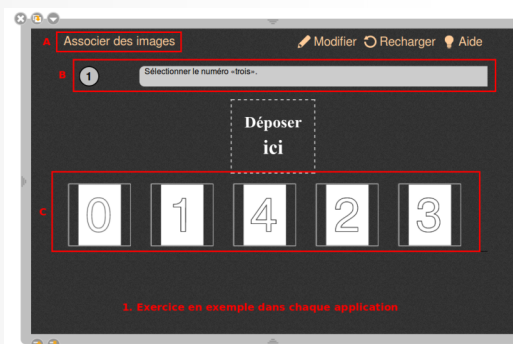 A Associer des images Modifier Recharger Aide
B 1 Sélectionner le numéro «trois».
Déposer
ici
C 0 1 4 2 3
1. Exercice en exemple dans chaque application